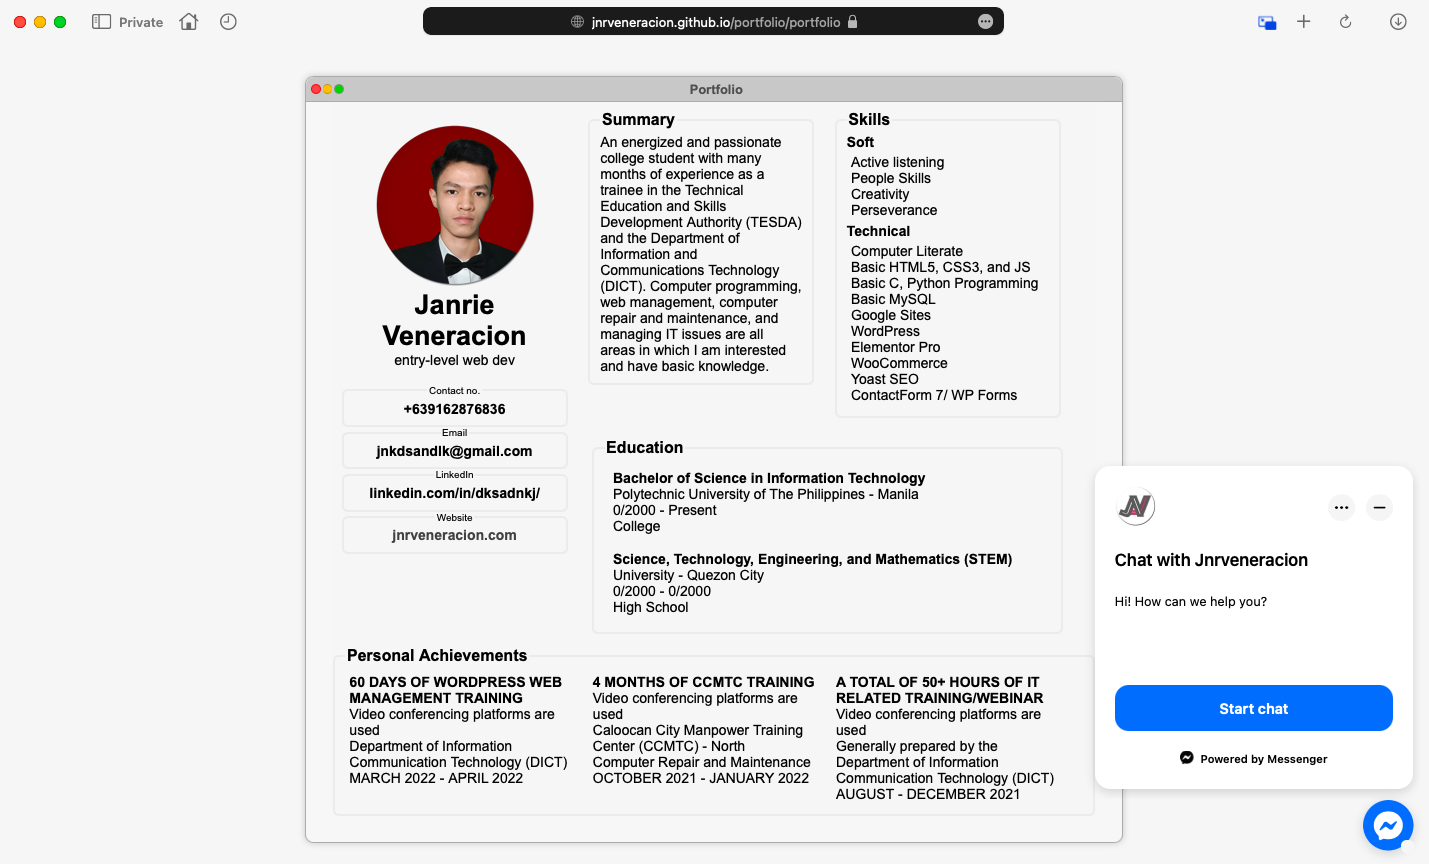 Private
jnrveneracion.github.io/portfolio/portfolio
Portfolio
Janrie
Veneracion
entry-level web dev
Contact no.
+639162876836
Email
jnkdsandlk@gmail.com
LinkedIn
linkedin.com/in/dksadnkj/
Website
jnrveneracion.com
Summary
An energized and passionate
college student with many
months of experience as a
trainee in the Technical
Education and Skills
Development Authority (TESDA)
and the Department of
Information and
Communications Technology
(DICT). Computer programming,
web management, computer
repair and maintenance, and
managing IT issues are all
areas in which I am interested
and have basic knowledge.
Skills
Soft
Active listening
People Skills
Creativity
Perseverance
Technical
Computer Literate
Basic HTML5, CSS3, and JS
Basic C, Python Programming
Basic MySQL
Google Sites
WordPress
Elementor Pro
WooCommerce
Yoast SEO
ContactForm 7/ WP Forms
Education
Bachelor of Science in Information Technology
Polytechnic University of The Philippines - Manila
0/2000 - Present
College
Science, Technology, Engineering, and Mathematics (STEM)
University - Quezon City
0/2000 - 0/2000
High School
Personal Achievements
60 DAYS OF WORDPRESS WEB
MANAGEMENT TRAINING
Video conferencing platforms are
used
Department of Information
Communication Technology (DICT)
MARCH 2022 - APRIL 2022
4 MONTHS OF CCMTC TRAINING
Video conferencing platforms are
used
Caloocan City Manpower Training
Center (CCMTC) - North
Computer Repair and Maintenance
OCTOBER 2021 - JANUARY 2022
A TOTAL OF 50+ HOURS OF IT
RELATED TRAINING/WEBINAR
Video conferencing platforms are
used
Generally prepared by the
Department of Information
Communication Technology (DICT)
AUGUST - DECEMBER 2021
JNV
Chat with Jnrveneracion
Hi! How can we help you?
Start chat
Powered by Messenger